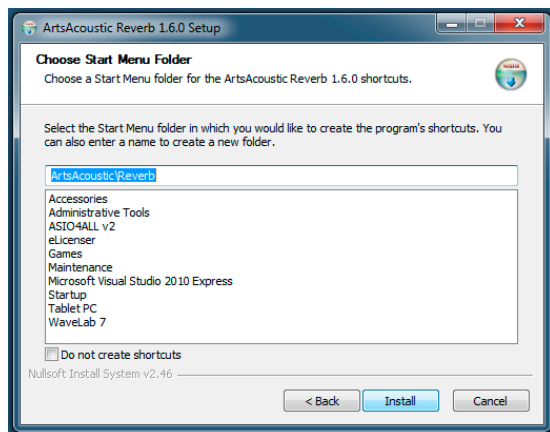 ArtsAcoustic Reverb 1.6.0 Setup
Choose Start Menu Folder
Choose a Start Menu folder for the ArtsAcoustic Reverb 1.6.0 shortcuts.
Select the Start Menu folder in which you would like to create the program's shortcuts. You
can also enter a name to create a new folder.
ArtsAcoustic\Reverb
Accessories
Administrative Tools
ASIO4ALL v2
eLicenser
Games
Maintenance
Microsoft Visual Studio 2010 Express
Startup
Tablet PC
WaveLab 7
Do not create shortcuts
Nullsoft Install System v2.46
< Back
Install
Cancel